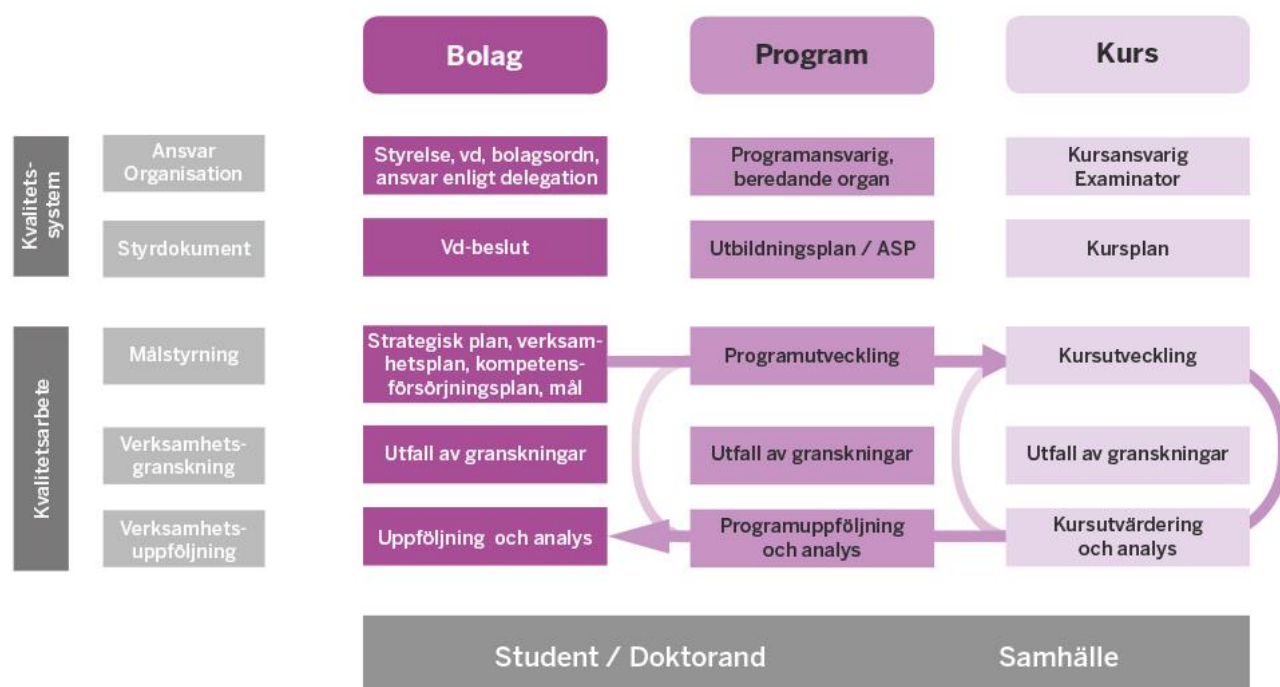 Bolag
Program
Kurs
Kvalitets-
system
Ansvar
Organisation
Styrelse, vd, bolagsordn,
ansvar enligt delegation
Programansvarig,
beredande organ
Kursansvarig
Examinator
Styrdokument
Vd-beslut
Utbildningsplan / ASP
Kursplan
Kvalitetsarbete
Målstyrning
Strategisk plan, verksam-
hetsplan, kompetens-
försörjningsplan, mål
Programutveckling
Kursutveckling
Verksamhets-
granskning
Utfall av granskningar
Utfall av granskningar
Utfall av granskningar
Verksamhets-
uppföljning
Uppföljning och analys
Programuppföljning
och analys
Kursutvärdering
och analys
Student / Doktorand
Samhälle